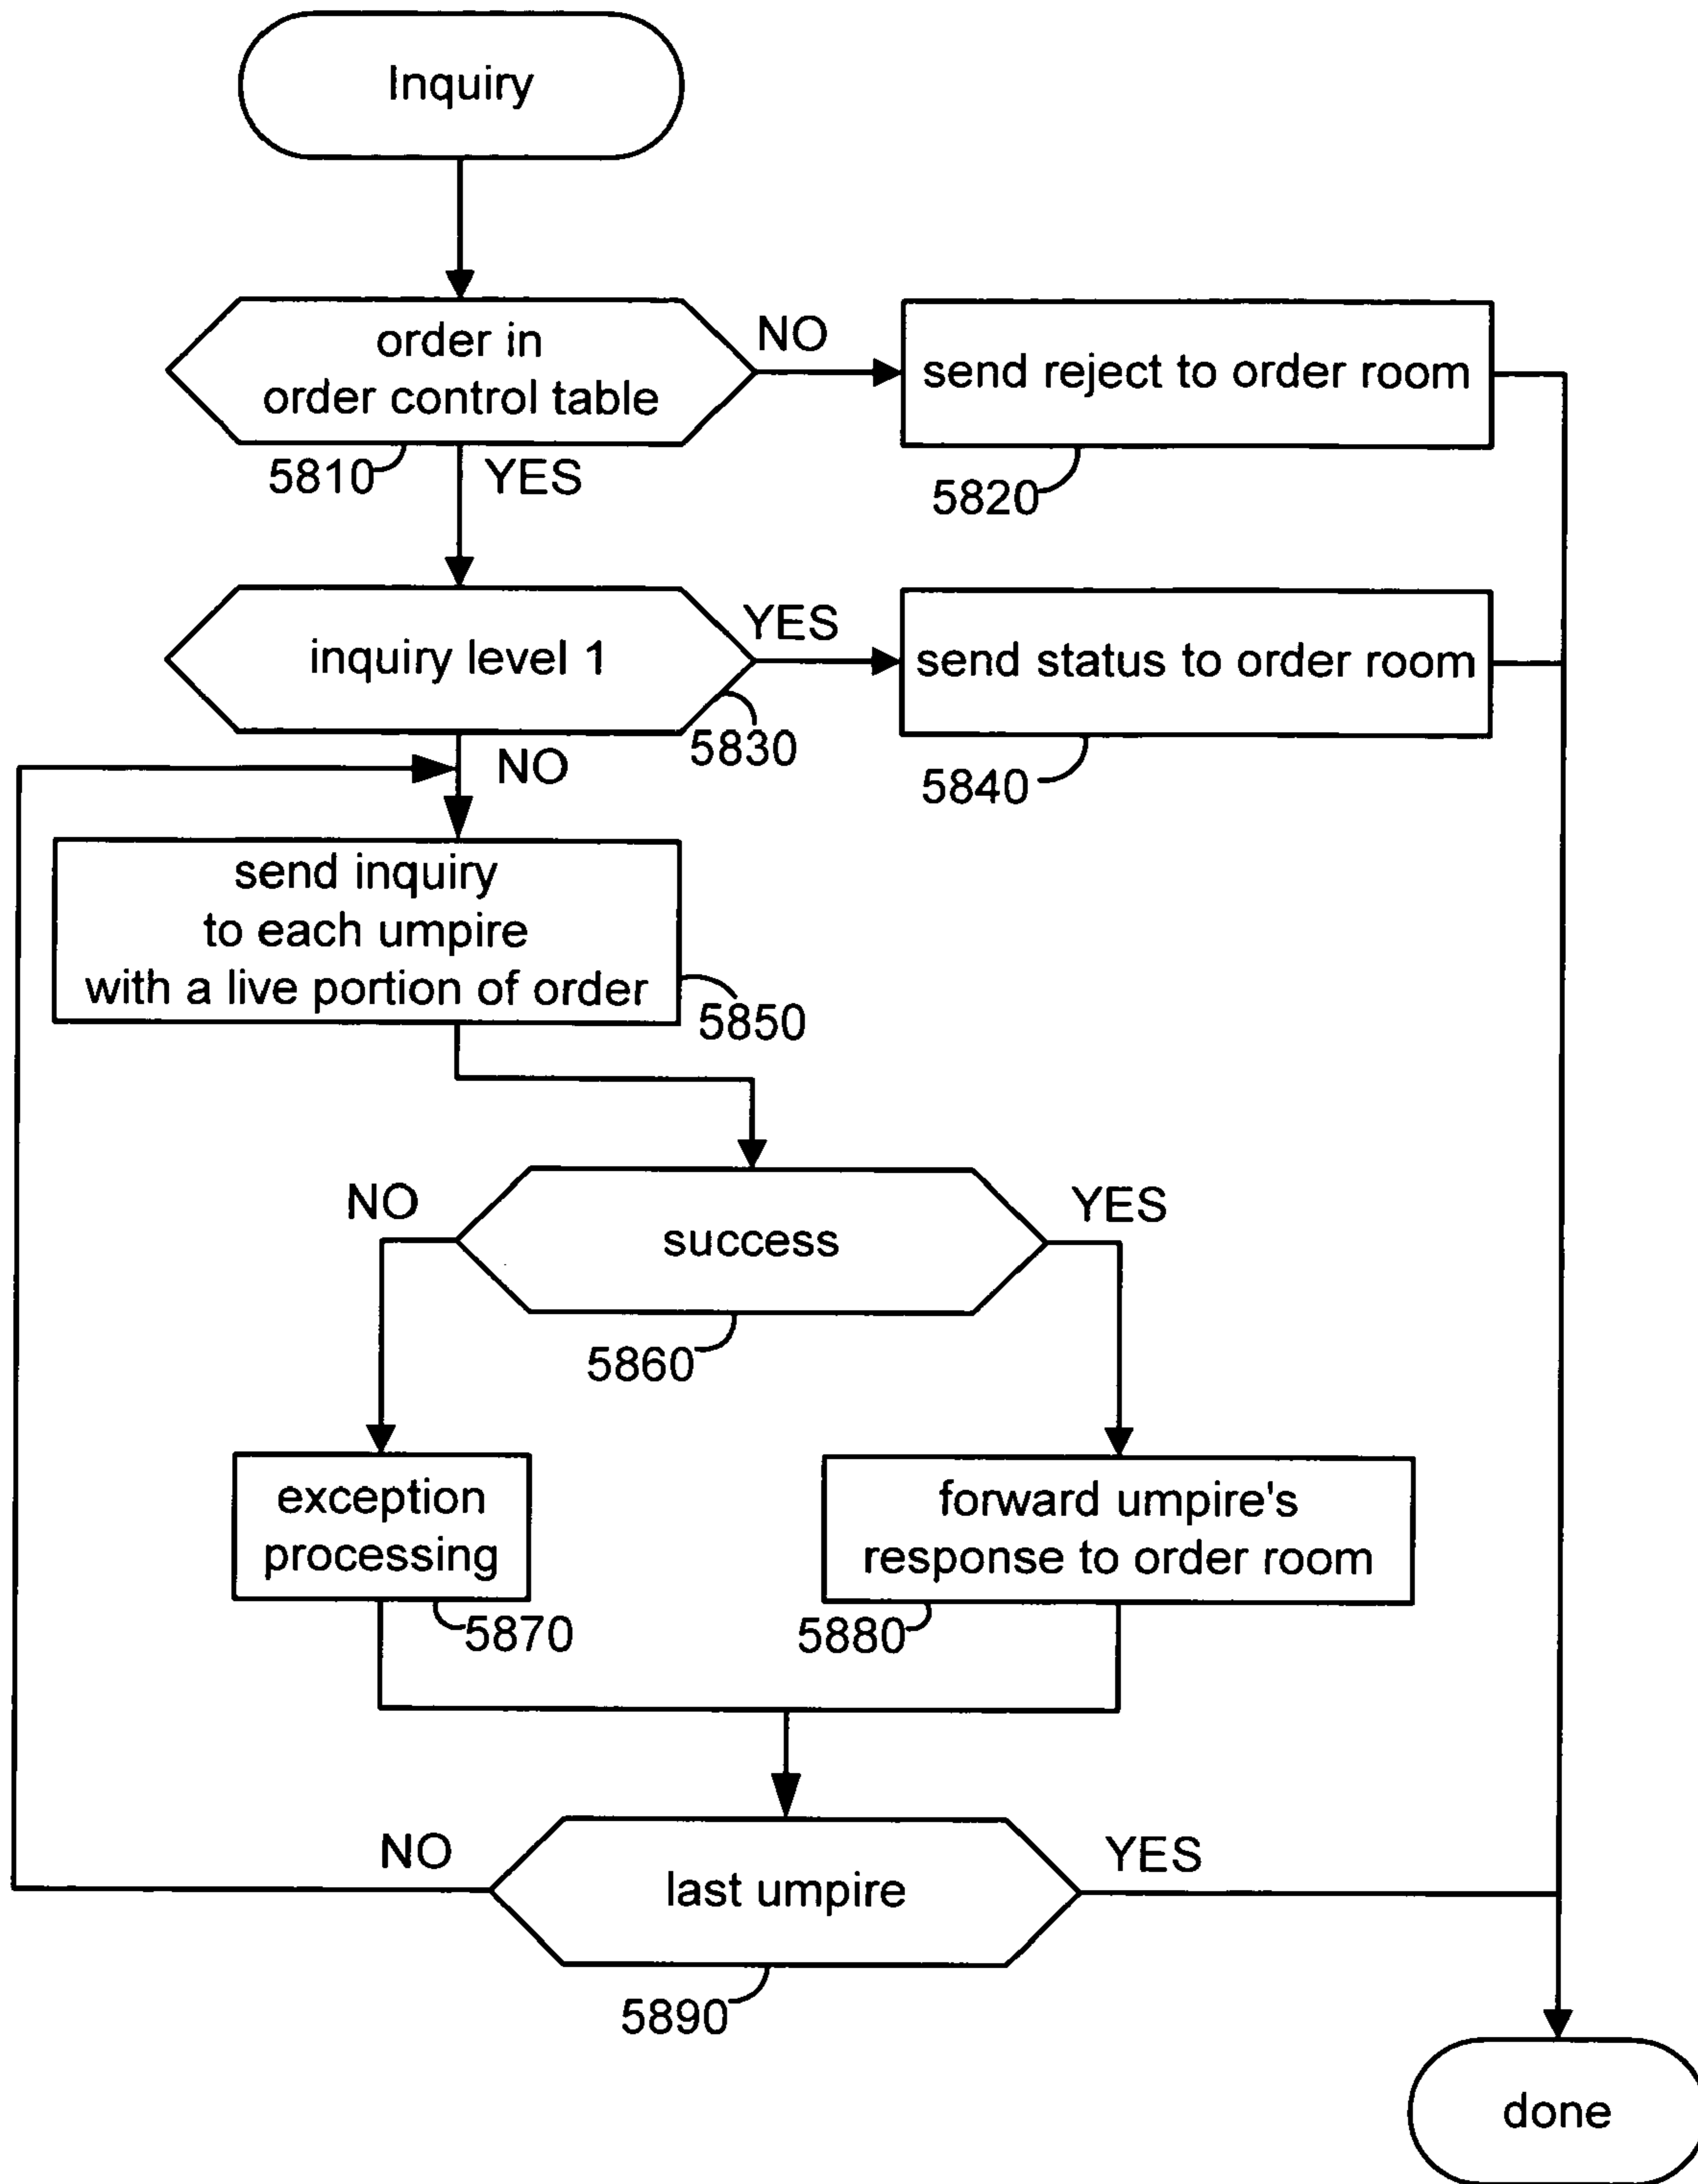 Inquiry
order in
order control table
NO
send reject to order room
5810
YES
5820
inquiry level 1
YES
send status to order room
5830
5840
NO
send inquiry
to each umpire
with a live portion of order
5850
NO
success
YES
5860
exception
processing
forward umpire's
response to order room
5870
5880
NO
last umpire
YES
5890
done